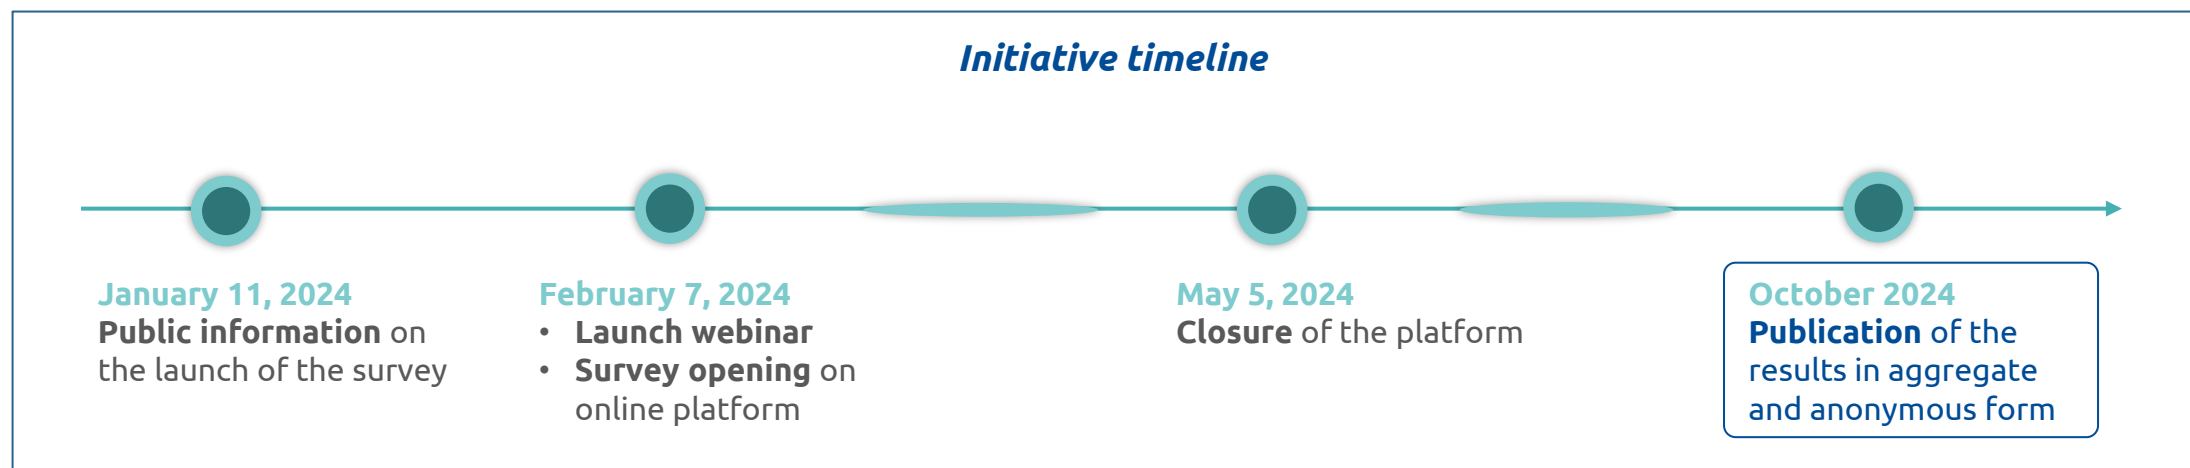 Initiative timeline
January 11, 2024
Public information on
the launch of the survey
February 7, 2024
• Launch webinar
• Survey opening on
online platform
May 5, 2024
Closure of the platform
October 2024
Publication of the
results in aggregate
and anonymous form